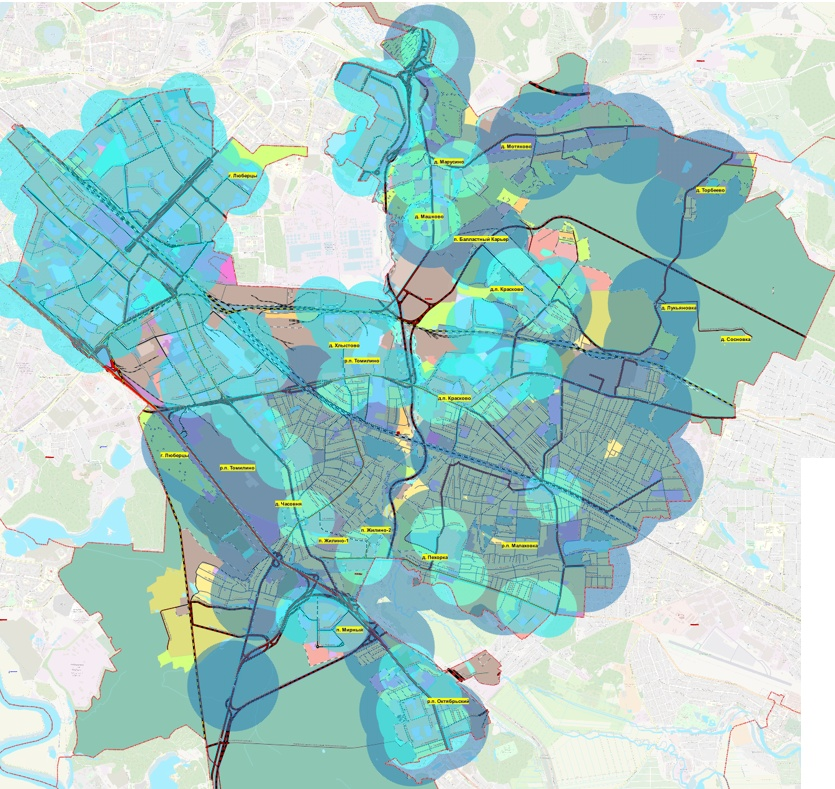 д. Марусино
д. Мотяково
г. Люберцы
д. Торбеево
д. Машково
п. Балластный Карьер
д.п. Красково
д. Лукьяновка
д. Сосновка
д. Хлыстово
р.п. Томилино
д.п. Красково
г. Люберцы
р.п. Томилино
д. Часовня
п. Жилино-2
п. Жилино-1
р.п. Малаховка
д. Пехорка
п. Мирный
р.п. Октябрьский